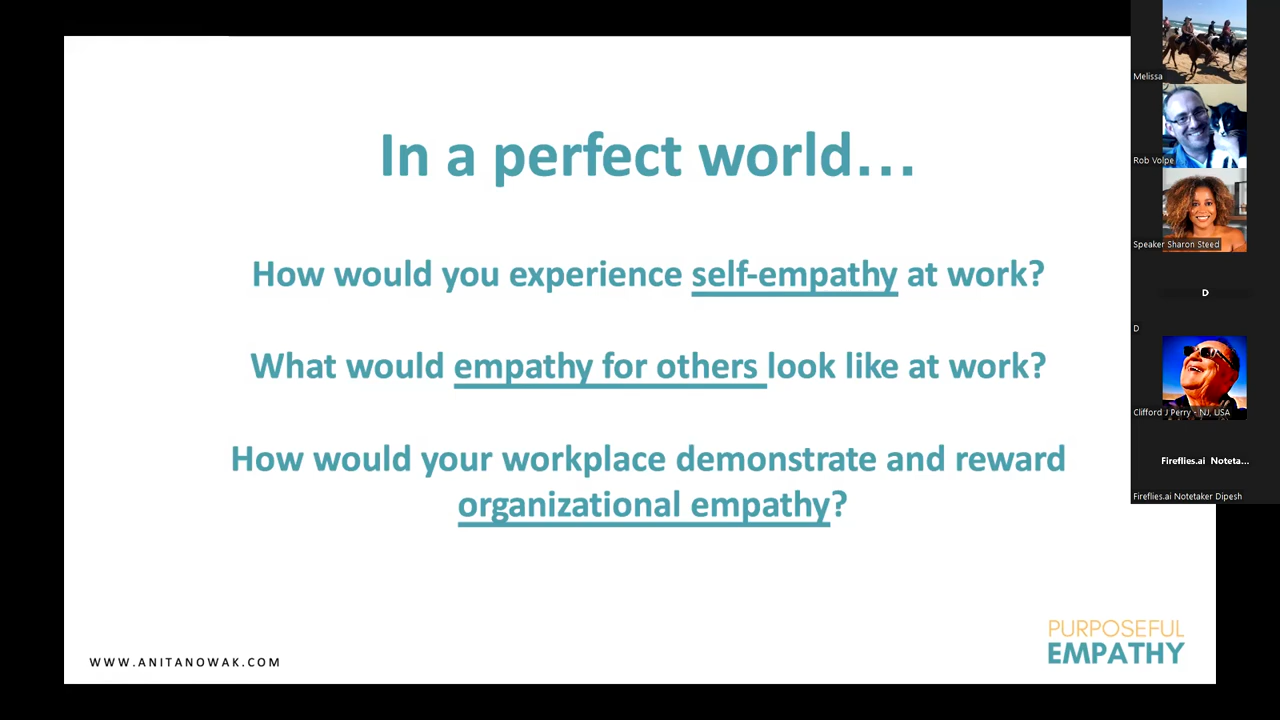 In a perfect world…
How would you experience self-empathy at work?
What would empathy for others look like at work?
How would your workplace demonstrate and reward
organizational empathy?
WWW.ANITANOWAK.COM
PURPOSEFUL
EMPATHY
Melissa
Rob Volpe
Speaker Sharon Steed
D
D
Clifford J Perry - NJ, USA
Fireflies.ai Noteta...
Fireflies.ai Notetaker Dipesh